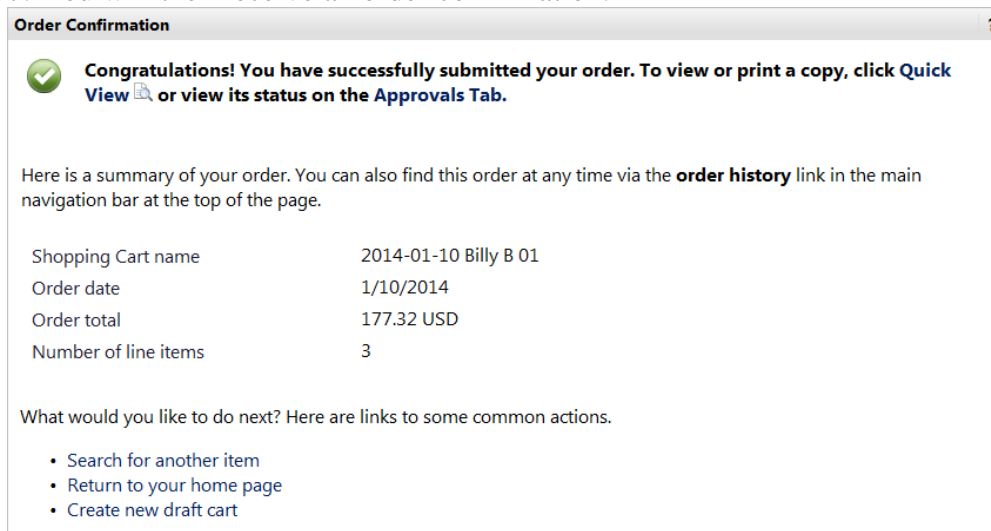 Order Confirmation
Congratulations! You have successfully submitted your order. To view or print a copy, click Quick
View or view its status on the Approvals Tab.
Here is a summary of your order. You can also find this order at any time via the order history link in the main
navigation bar at the top of the page.
Shopping Cart name 2014-01-10 Billy B 01
Order date 1/10/2014
Order total 177.32 USD
Number of line items 3
What would you like to do next? Here are links to some common actions.
• Search for another item
• Return to your home page
• Create new draft cart